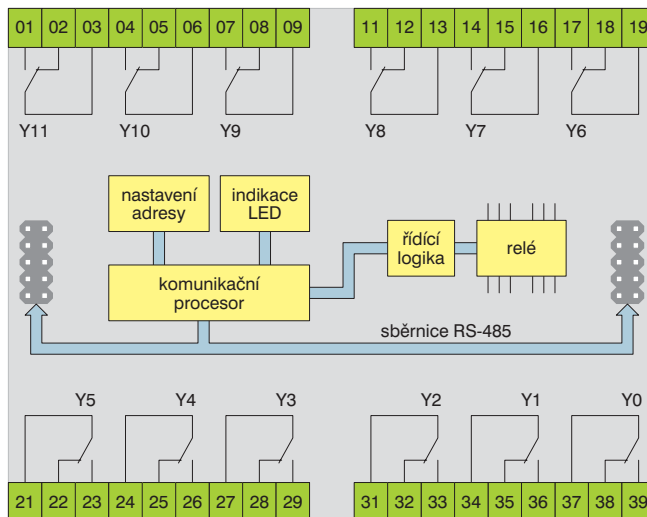 01 02 03 04 05 06 07 08 09 11 12 13 14 15 16 17 18 19
Y11 Y10 Y9 Y8 Y7 Y6
nastavení
adresy
indikace
LED
řídící
logika
relé
komunikační
procesor
sběrnice RS-485
Y5 Y4 Y3 Y2 Y1 Y0
21 22 23 24 25 26 27 28 29 31 32 33 34 35 36 37 38 39